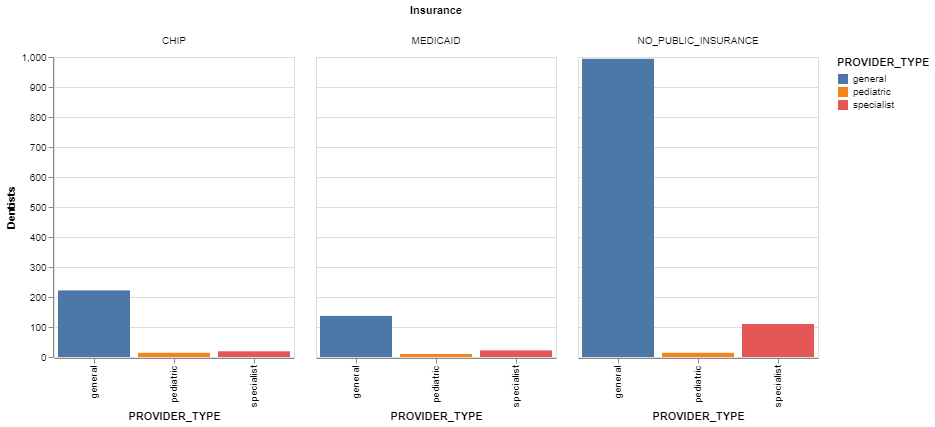 Insurance
CHIP
MEDICAID
NO_PUBLIC_INSURANCE
Dentists
1,000
900
800
700
600
500
400
300
200
100
0
general
pediatric
specialist
PROVIDER_TYPE
general
pediatric
specialist
PROVIDER_TYPE
general
pediatric
specialist
PROVIDER_TYPE
PROVIDER_TYPE
general
pediatric
specialist